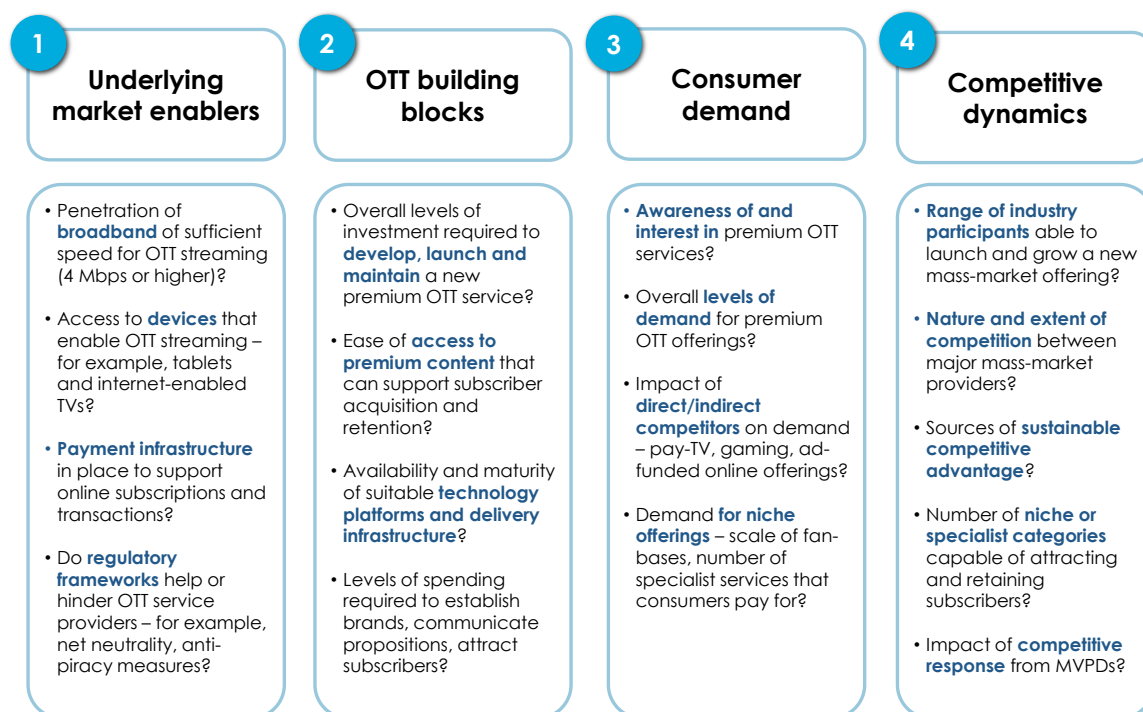 1
Underlying
market enablers
• Penetration of
broadband of sufficient
speed for OTT streaming
(4 Mbps or higher)?
• Access to devices that
enable OTT streaming –
for example, tablets
and internet-enabled
TVs?
• Payment infrastructure
in place to support
online subscriptions and
transactions?
• Do regulatory
frameworks help or
hinder OTT service
providers – for example,
net neutrality, anti-
piracy measures?
2
OTT building
blocks
• Overall levels of
investment required to
develop, launch and
maintain a new
premium OTT service?
• Ease of access to
premium content that
can support subscriber
acquisition and
retention?
• Availability and maturity
of suitable technology
platforms and delivery
infrastructure?
• Levels of spending
required to establish
brands, communicate
propositions, attract
subscribers?
3
Consumer
demand
• Awareness of and
interest in premium OTT
services?
• Overall levels of
demand for premium
OTT offerings?
• Impact of
direct/indirect
competitors on demand
– pay-TV, gaming, ad-
funded online offerings?
• Demand for niche
offerings – scale of fan-
bases, number of
specialist services that
consumers pay for?
4
Competitive
dynamics
• Range of industry
participants able to
launch and grow a new
mass-market offering?
• Nature and extent of
competition between
major mass-market
providers?
• Sources of sustainable
competitive
advantage?
• Number of niche or
specialist categories
capable of attracting
and retaining
subscribers?
• Impact of competitive
response from MVPDs?